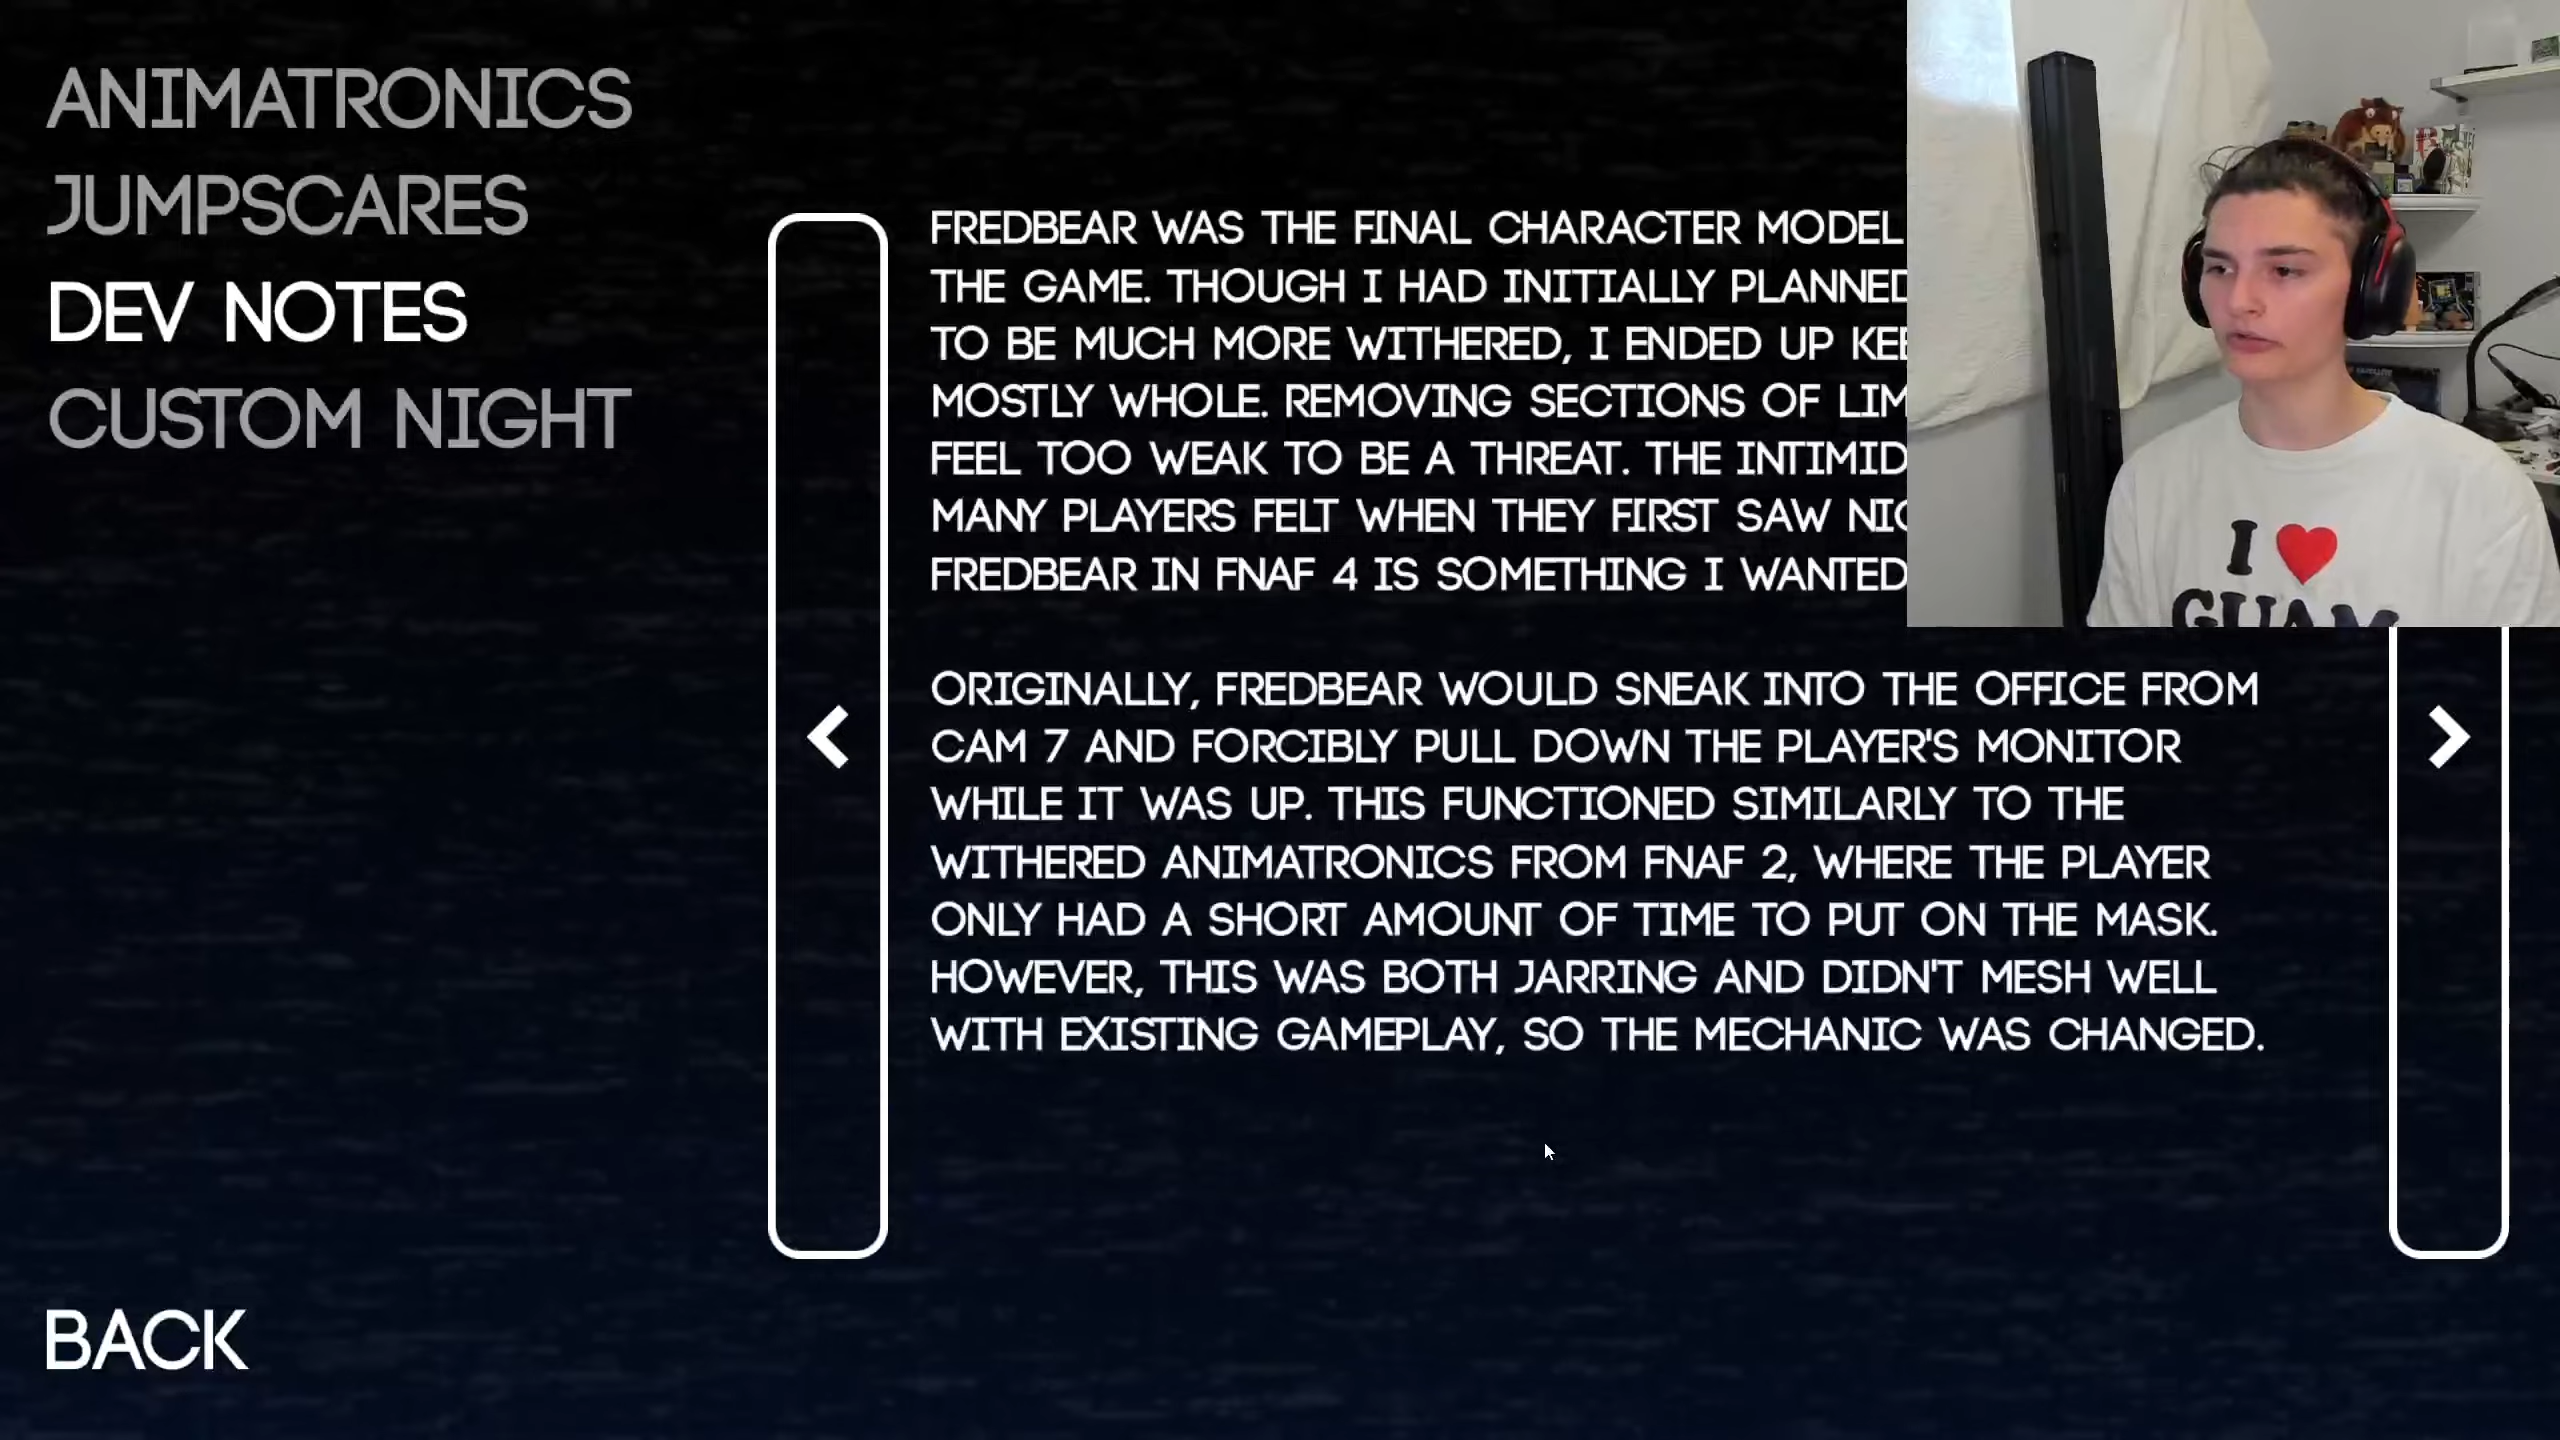 ANIMATRONICS
JUMPSCARES
DEV NOTES
CUSTOM NIGHT
FREDBEAR WAS THE FINAL CHARACTER MODEL
THE GAME. THOUGH I HAD INITIALLY PLANNED
TO BE MUCH MORE WITHERED, I ENDED UP
MOSTLY WHOLE. REMOVING SECTIONS OF
FEEL TOO WEAK TO BE A THREAT. THE
MANY PLAYERS FELT WHEN THEY FIRST SAW
FREDBEAR IN FNAF 4 IS SOMETHING I WANTED
ORIGINALLY, FREDBEAR WOULD SNEAK INTO THE OFFICE FROM
CAM 7 AND FORCIBLY PULL DOWN THE PLAYER'S MONITOR
WHILE IT WAS UP. THIS FUNCTIONED SIMILARLY TO THE
WITHERED ANIMATRONICS FROM FNAF 2, WHERE THE PLAYER
ONLY HAD A SHORT AMOUNT OF TIME TO PUT ON THE MASK.
HOWEVER, THIS WAS BOTH JARRING AND DIDN'T MESH WELL
WITH EXISTING GAMEPLAY, SO THE MECHANIC WAS CHANGED.
BACK
I ❤
GUAM